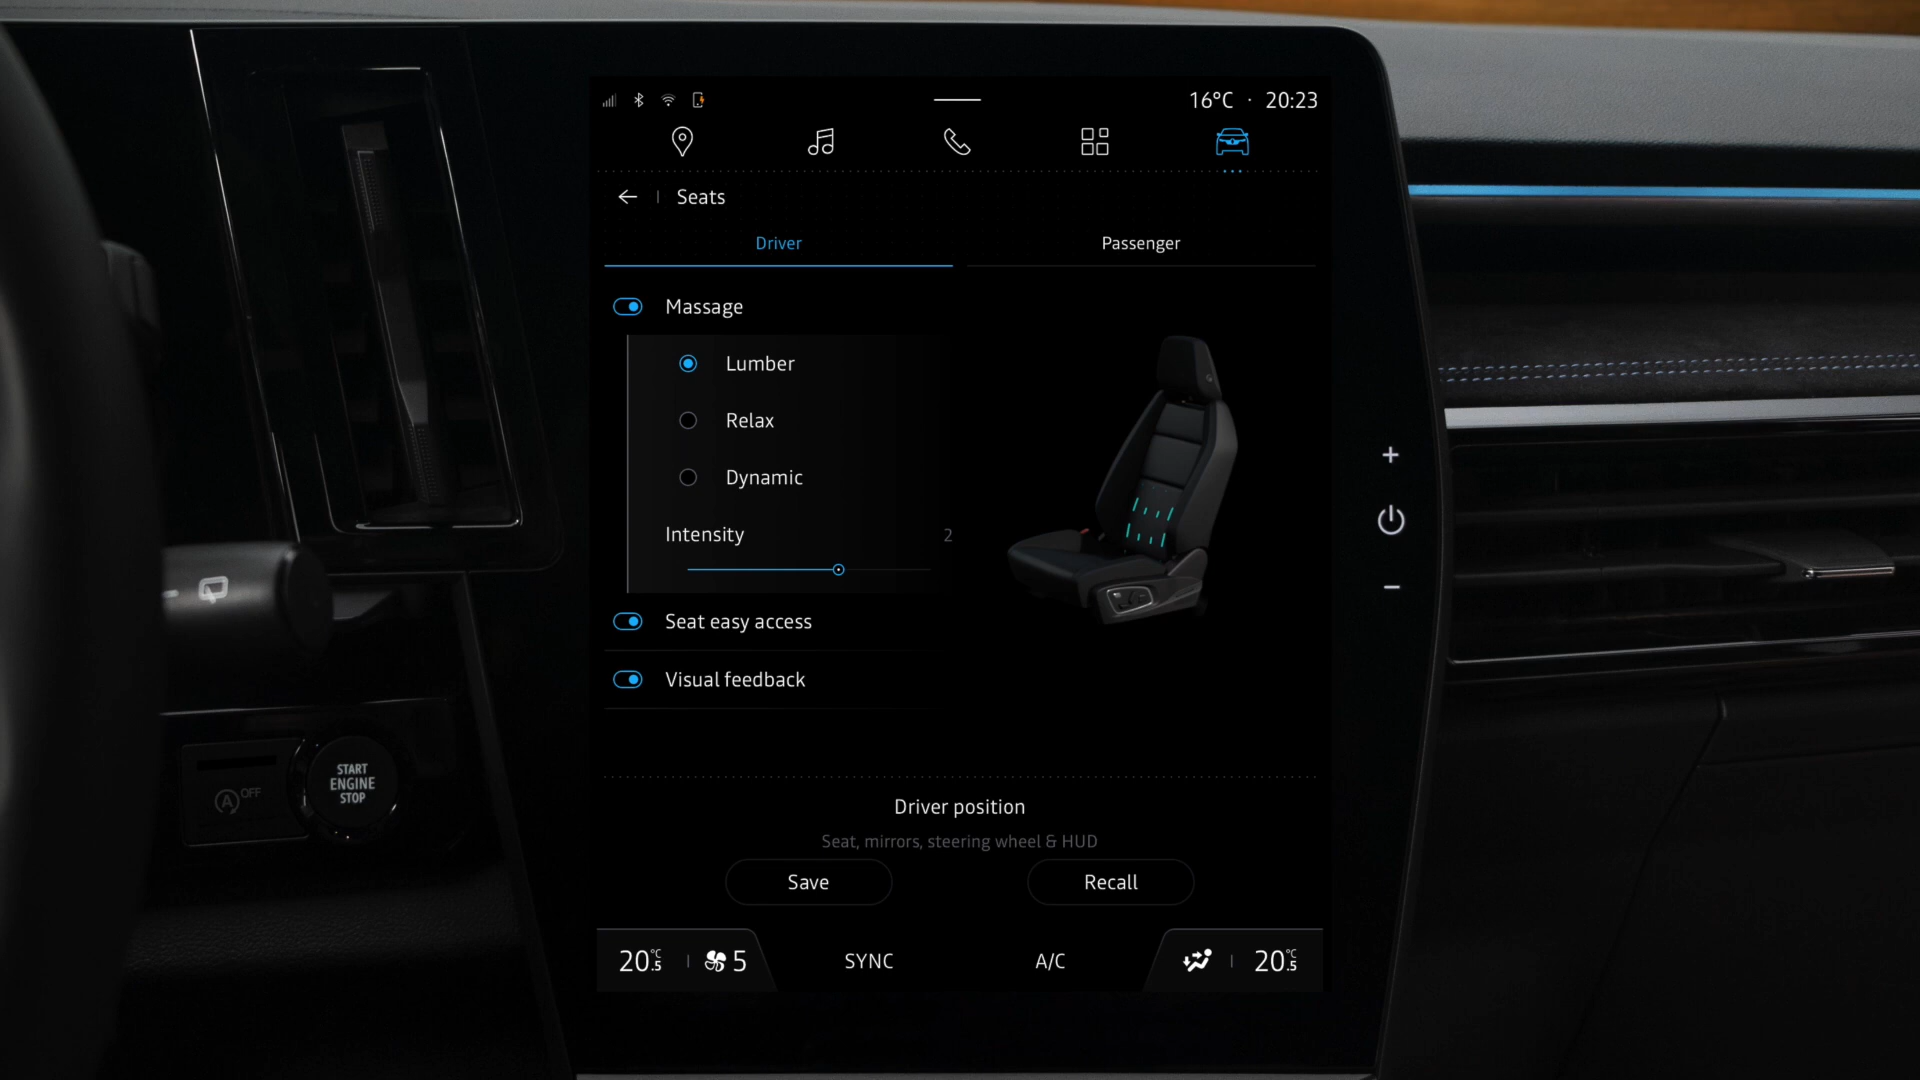 16°C · 20:23
Seats
Driver
Passenger
Massage
Lumber
Relax
Dynamic
Intensity
2
Seat easy access
Visual feedback
START
ENGINE
STOP
A OFF
Driver position
Seat, mirrors, steering wheel & HUD
Save
Recall
20.5°C
5
SYNC
A/C
20.5°C